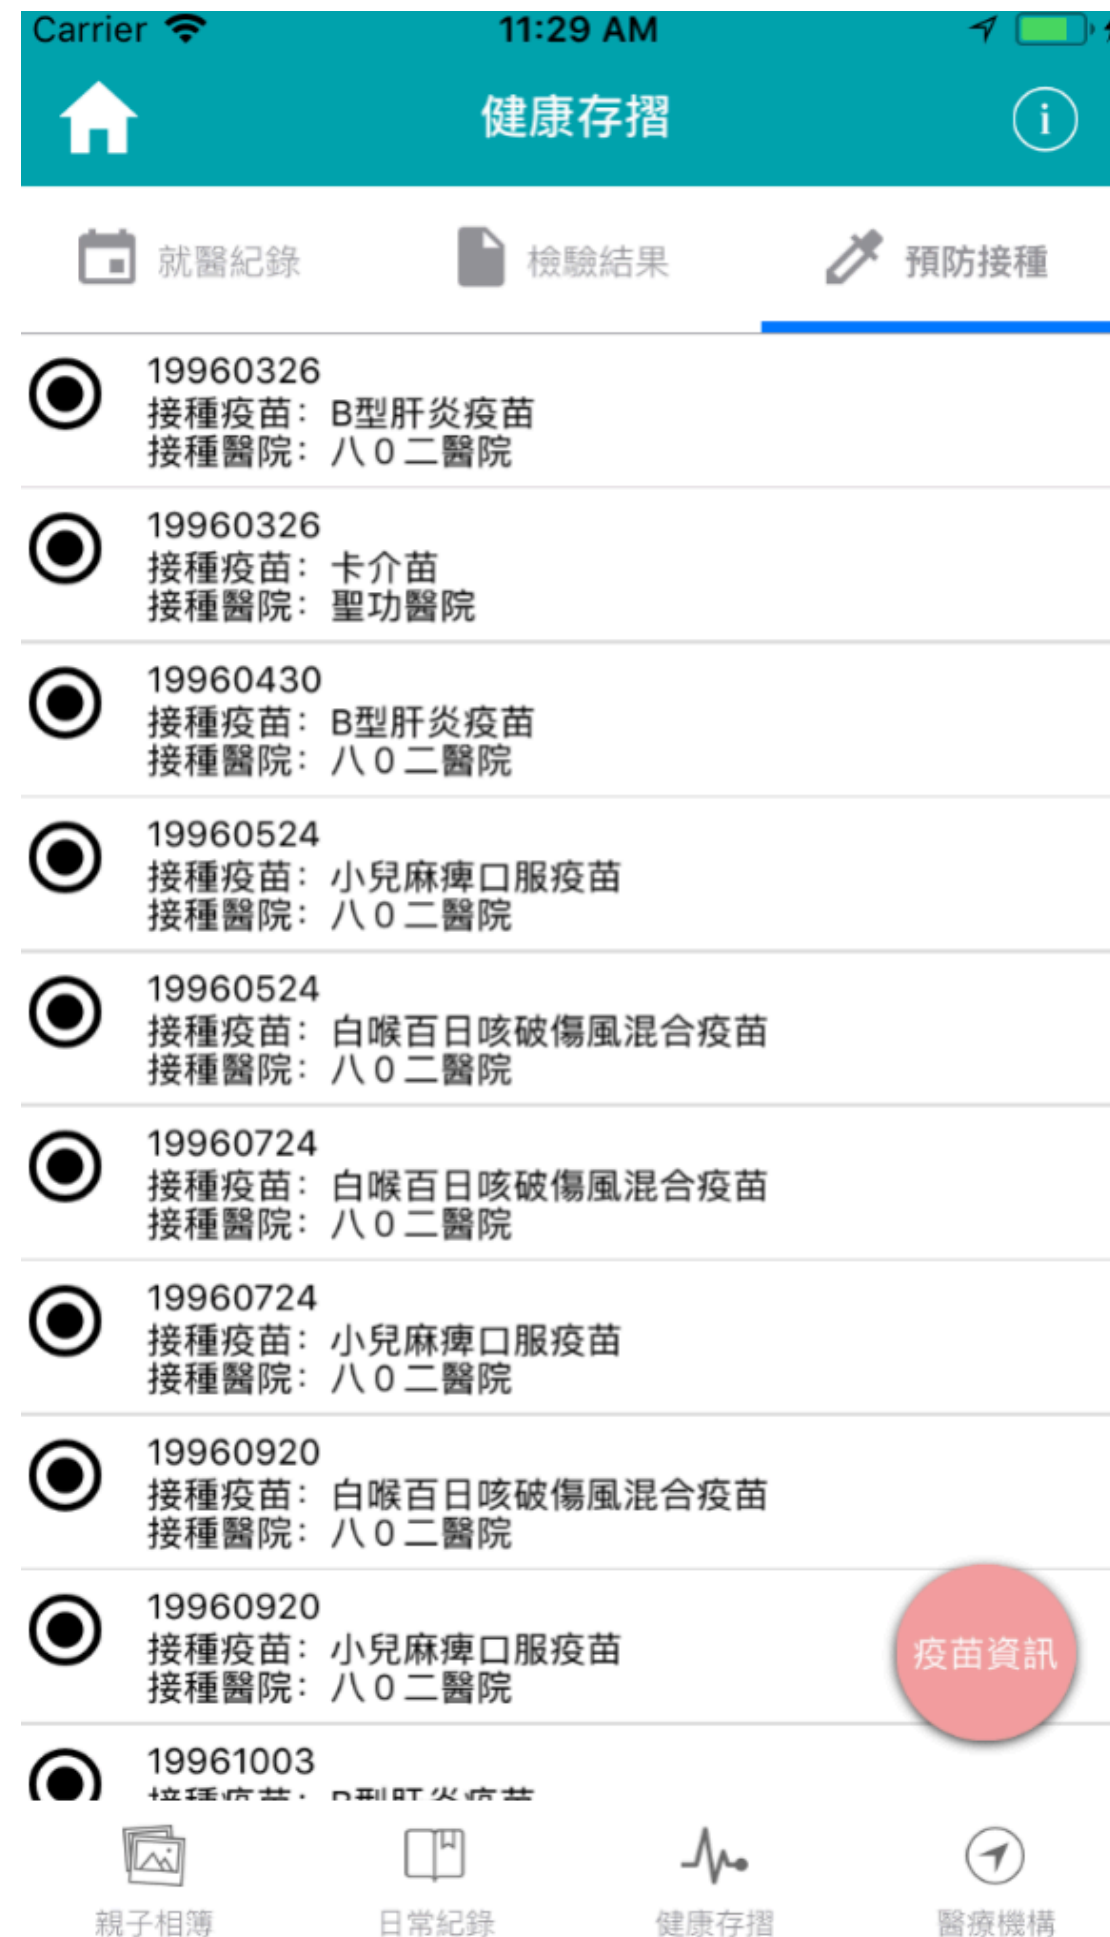 Carrier 11:29 AM
健康存摺
i
就醫紀錄 檢驗結果 預防接種
19960326
接種疫苗：B型肝炎疫苗
接種醫院：八０二醫院
19960326
接種疫苗：卡介苗
接種醫院：聖功醫院
19960430
接種疫苗：B型肝炎疫苗
接種醫院：八０二醫院
19960524
接種疫苗：小兒麻痺口服疫苗
接種醫院：八０二醫院
19960524
接種疫苗：白喉百日咳破傷風混合疫苗
接種醫院：八０二醫院
19960724
接種疫苗：白喉百日咳破傷風混合疫苗
接種醫院：八０二醫院
19960724
接種疫苗：小兒麻痺口服疫苗
接種醫院：八０二醫院
19960920
接種疫苗：白喉百日咳破傷風混合疫苗
接種醫院：八０二醫院
19960920
接種疫苗：小兒麻痺口服疫苗
接種醫院：八０二醫院
疫苗資訊
19961003
接種疫苗：B型肝炎疫苗
親子相簿 日常紀錄 健康存摺 醫療機構